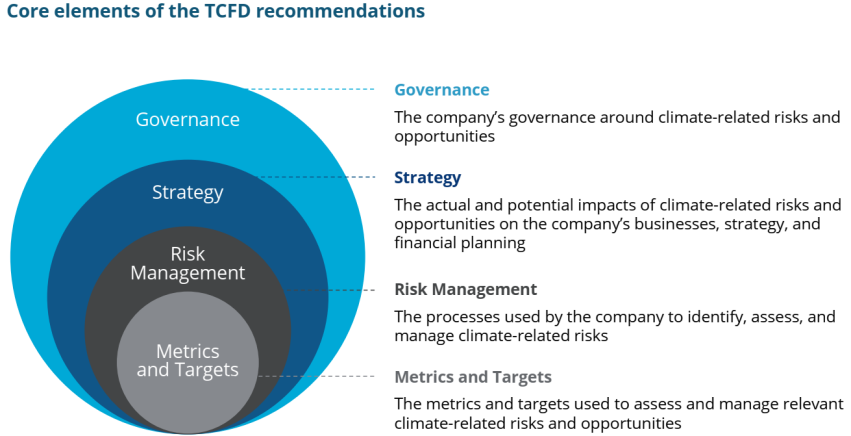 Core elements of the TCFD recommendations
Governance
Strategy
Risk
Management
Metrics
and Targets
Governance
The company’s governance around climate-related risks and
opportunities
Strategy
The actual and potential impacts of climate-related risks and
opportunities on the company’s businesses, strategy, and
financial planning
Risk Management
The processes used by the company to identify, assess, and
manage climate-related risks
Metrics and Targets
The metrics and targets used to assess and manage relevant
climate-related risks and opportunities